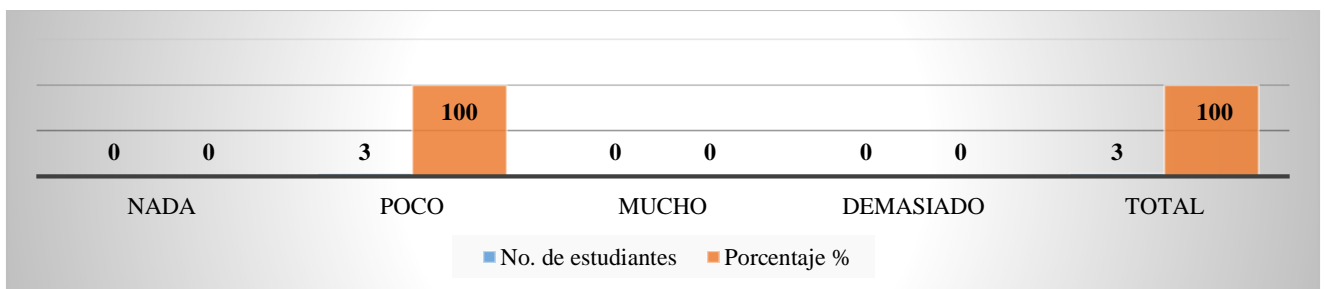 100 100
0 0 3 0 0 0 0 3
NADA POCO MUCHO DEMASIADO TOTAL
No. de estudiantes Porcentaje %